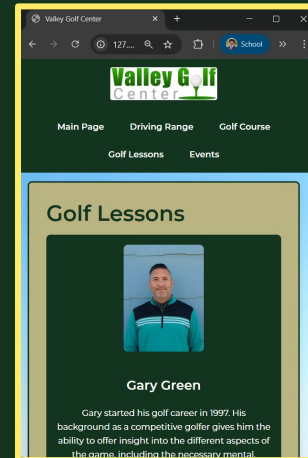 Valley Golf Center
127....
School
Valley Golf
Center
Main Page Driving Range Golf Course
Golf Lessons Events
Golf Lessons
Gary Green
Gary started his golf career in 1997. His
background as a competitive golfer gives him the
ability to offer insight into the different aspects of
the game, including the necessary mental,